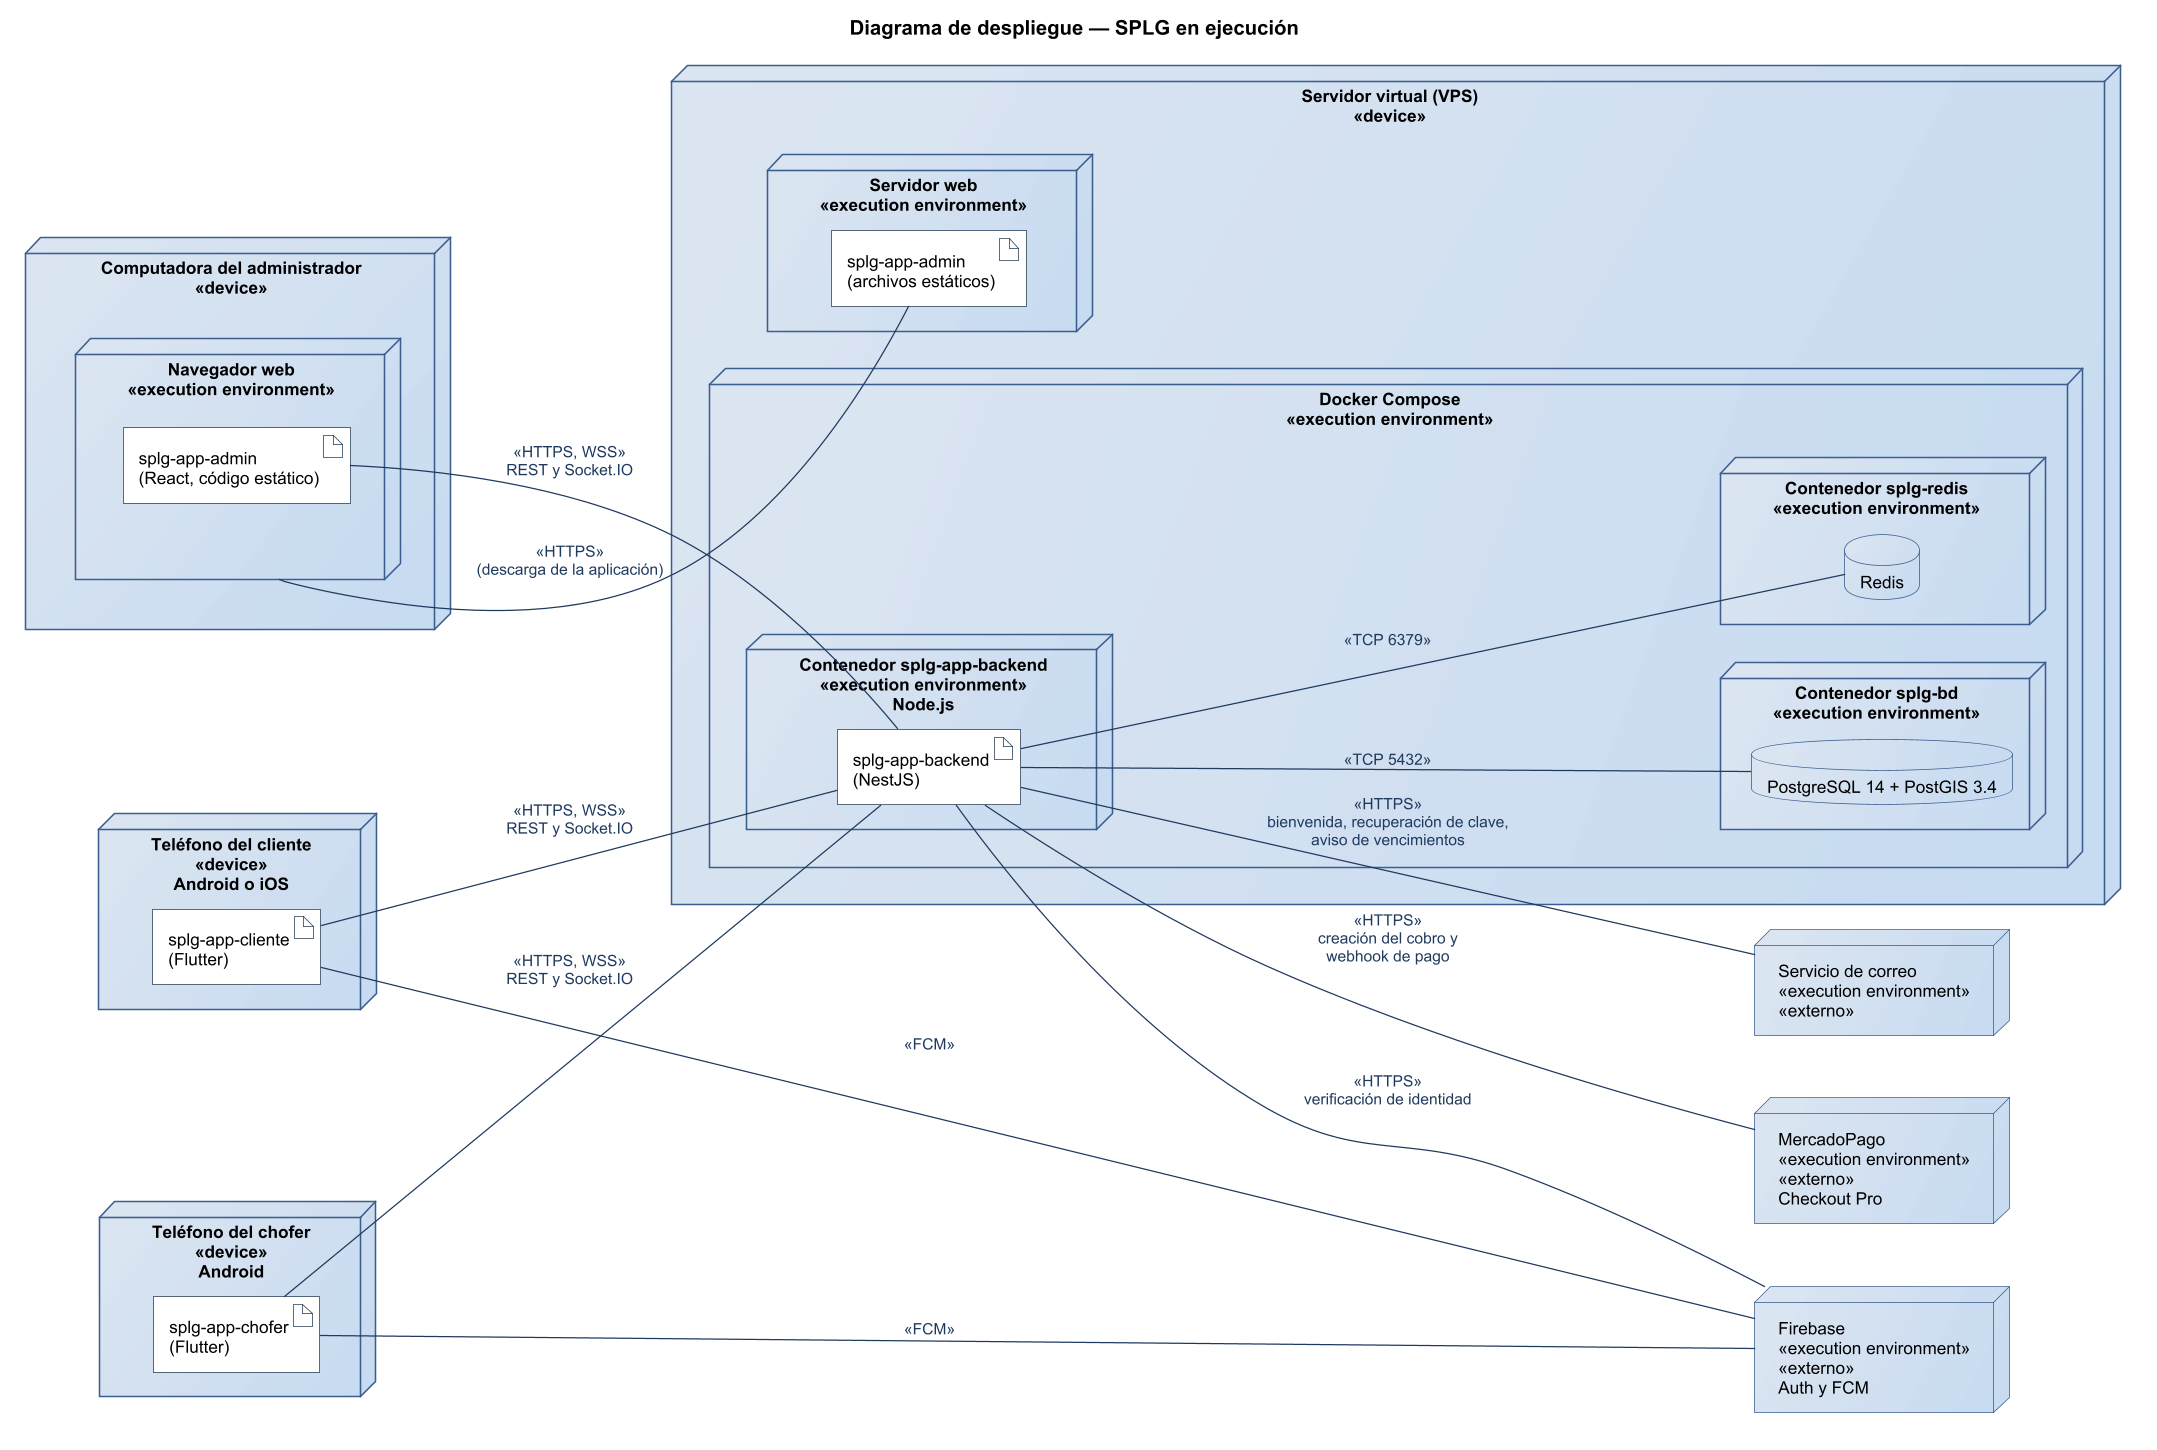 Diagrama de despliegue — SPLG en ejecución
Servidor virtual (VPS)
«device»
Servidor web
«execution environment»
splg-app-admin
(archivos estáticos)
Computadora del administrador
«device»
Navegador web
«execution environment»
splg-app-admin
(React, código estático)
«HTTPS, WSS»
REST y Socket.IO
«HTTPS»
(descarga de la aplicación)
Docker Compose
«execution environment»
Contenedor splg-redis
«execution environment»
Redis
«TCP 6379»
Contenedor splg-app-backend
«execution environment»
Node.js
splg-app-backend
(NestJS)
«TCP 5432»
Contenedor splg-bd
«execution environment»
PostgreSQL 14 + PostGIS 3.4
«HTTPS»
bienvenida, recuperación de clave,
aviso de vencimientos
Teléfono del cliente
«device»
Android o iOS
splg-app-cliente
(Flutter)
«HTTPS, WSS»
REST y Socket.IO
«HTTPS, WSS»
REST y Socket.IO
«HTTPS»
creación del cobro y
webhook de pago
Servicio de correo
«execution environment»
«externo»
«FCM»
«HTTPS»
verificación de identidad
MercadoPago
«execution environment»
«externo»
Checkout Pro
Teléfono del chofer
«device»
Android
splg-app-chofer
(Flutter)
«FCM»
Firebase
«execution environment»
«externo»
Auth y FCM